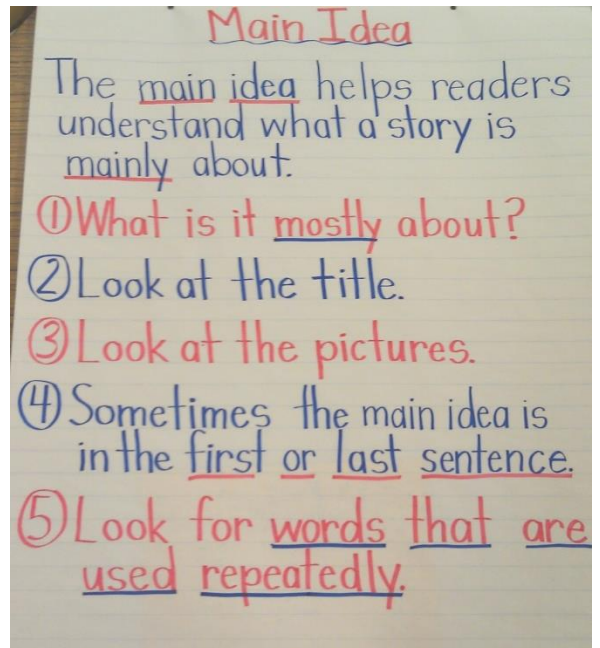 Main Idea
The main idea helps readers
understand what a story is
mainly about.
①What is it mostly about?
②Look at the title.
③Look at the pictures.
④Sometimes the main idea is
in the first or last sentence.
⑤Look for words that are
used repeatedly.